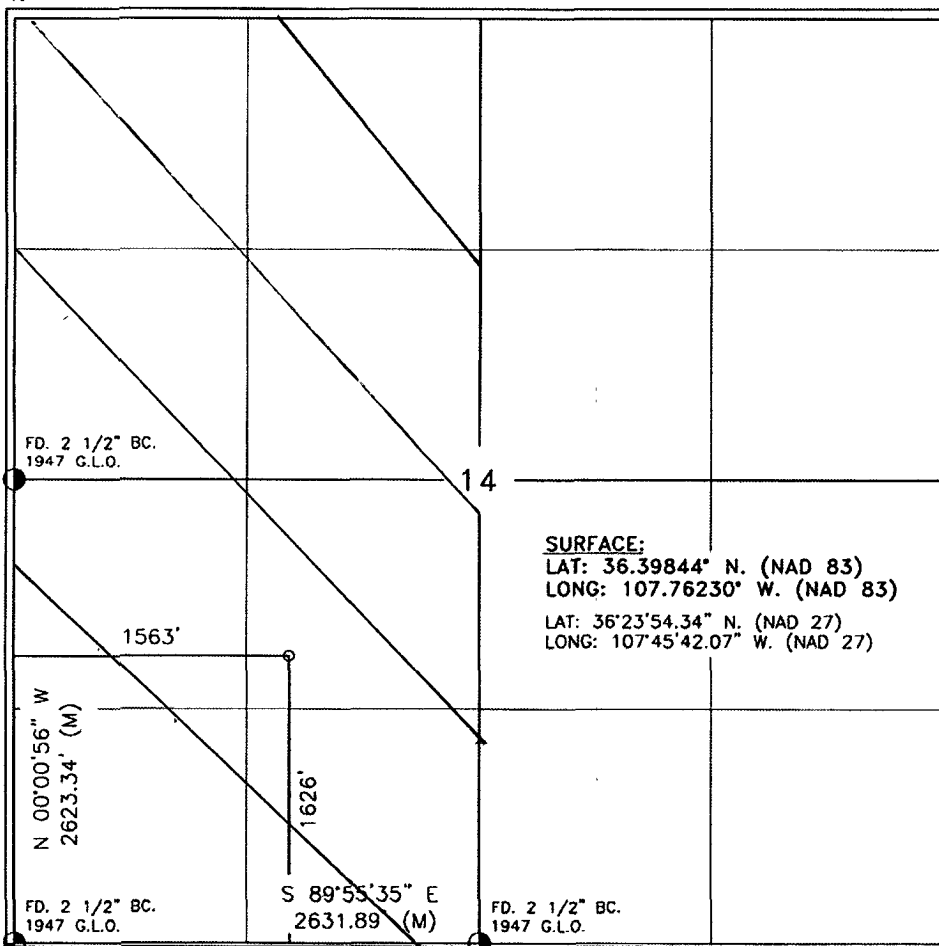 FD. 2 1/2" BC.
1947 G.L.O.
14
SURFACE:
LAT: 36.39844° N. (NAD 83)
LONG: 107.76230° W. (NAD 83)
LAT: 36°23'54.34" N. (NAD 27)
LONG: 107°45'42.07" W. (NAD 27)
1563'
N 00°00'56" W
2623.34' (M)
1626'
S 89°55'35" E
2631.89 (M)
FD. 2 1/2" BC.
1947 G.L.O.
FD. 2 1/2" BC.
1947 G.L.O.